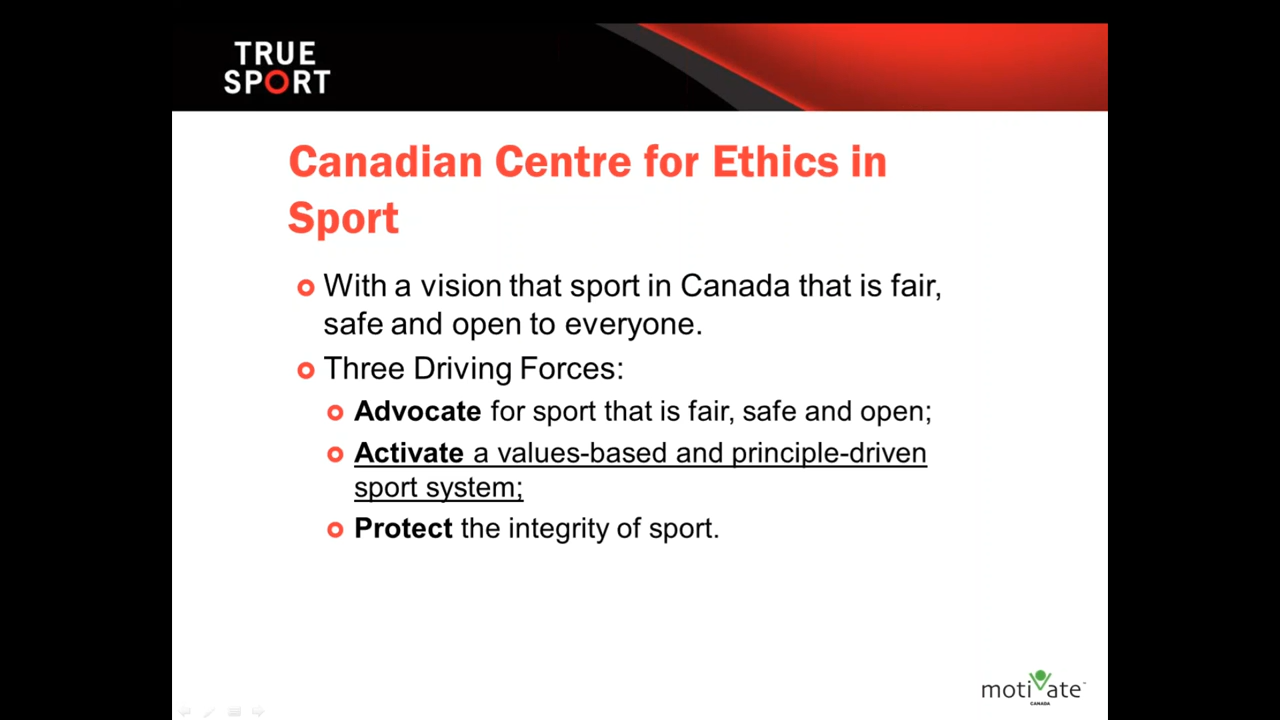 TRUE
SPORT
Canadian Centre for Ethics in
Sport
With a vision that sport in Canada that is fair,
safe and open to everyone.
Three Driving Forces:
Advocate for sport that is fair, safe and open;
Activate a values-based and principle-driven
sport system;
Protect the integrity of sport.
motivate™
CANADA